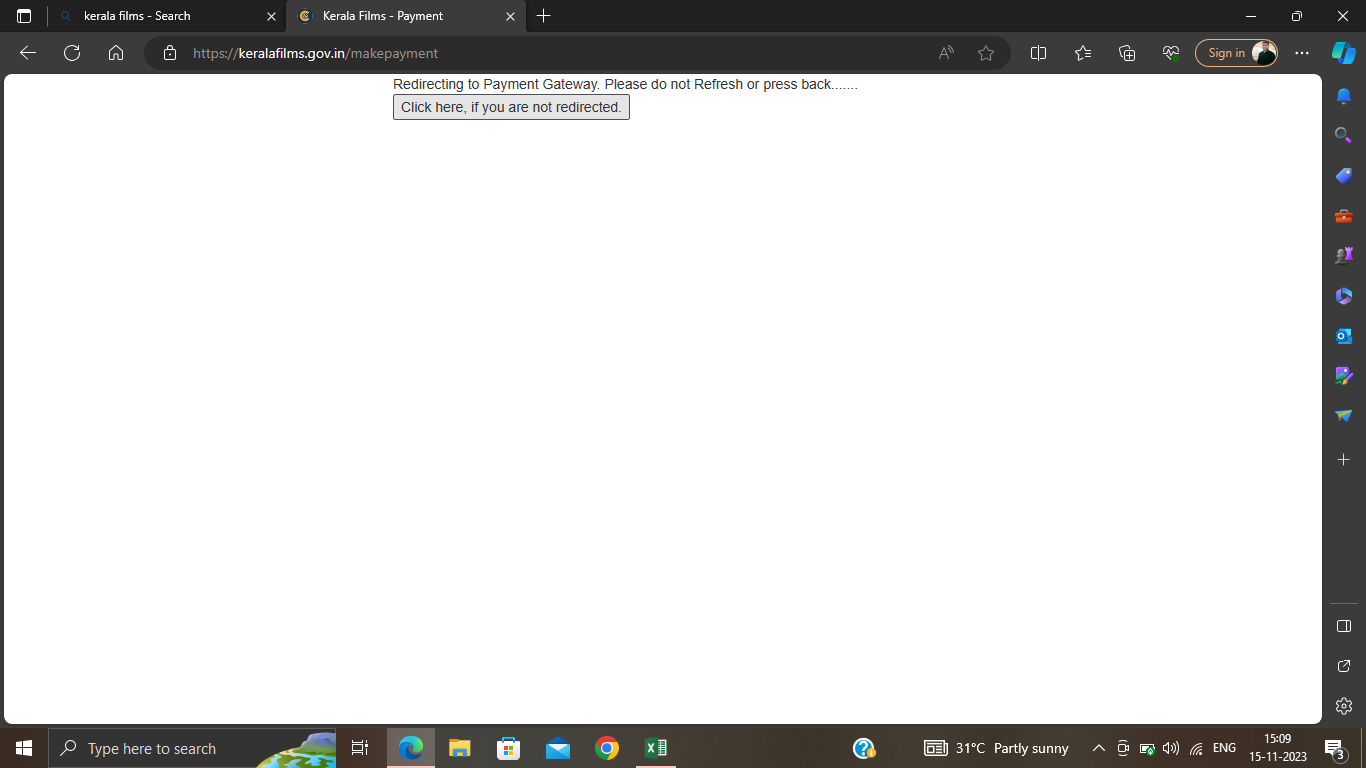 kerala films - Search
Kerala Films - Payment
https://keralafilms.gov.in/makepayment
Sign in
Redirecting to Payment Gateway. Please do not Refresh or press back.......
Click here, if you are not redirected.
Type here to search
31°C Partly sunny
ENG
15:09
15-11-2023
3